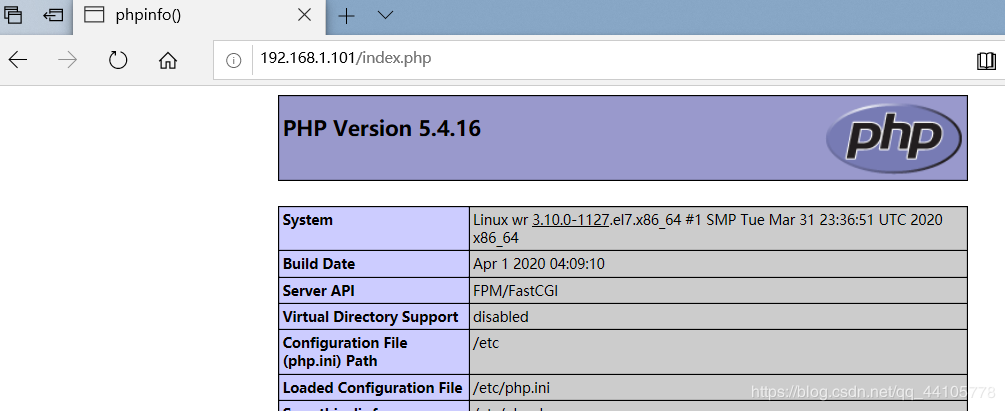 phpinfo()
192.168.1.101/index.php
PHP Version 5.4.16
php
System
Linux wr 3.10.0-1127.el7.x86_64 #1 SMP Tue Mar 31 23:36:51 UTC 2020
x86_64
Build Date
Apr 1 2020 04:09:10
Server API
FPM/FastCGI
Virtual Directory Support
disabled
Configuration File
(php.ini) Path
/etc
Loaded Configuration File
/etc/php.ini
https://blog.csdn.net/qq_44105778